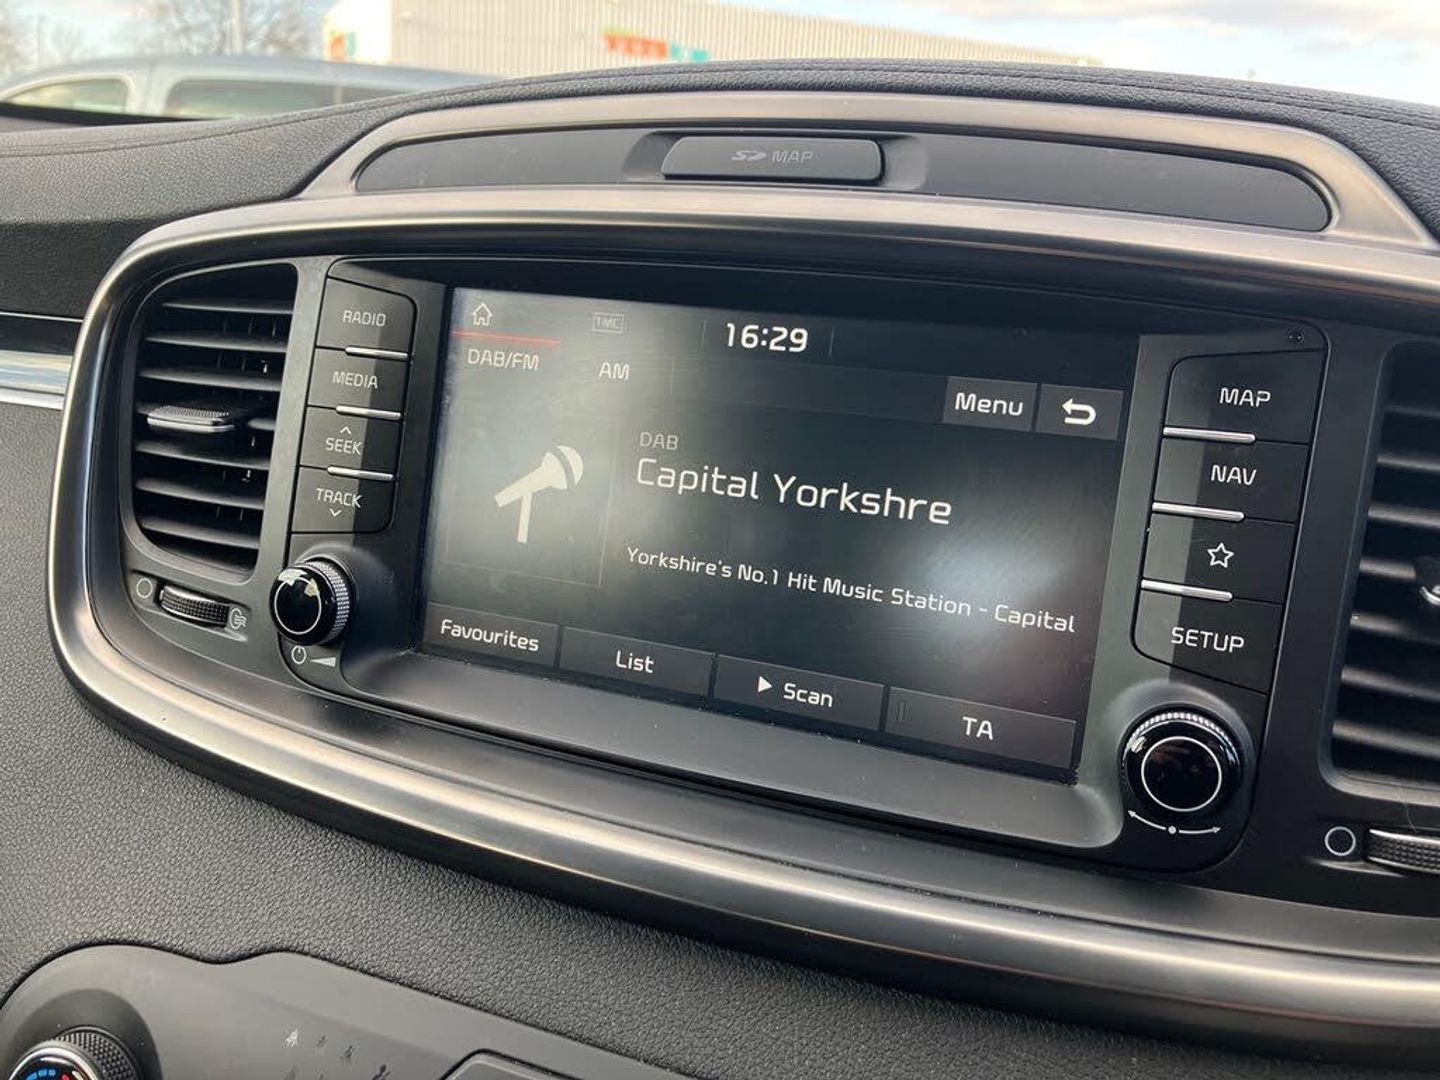 SD MAP
RADIO
MEDIA
SEEK
TRACK
TMC
16:29
DAB/FM
AM
Menu
DAB
Capital Yorkshre
Yorkshire's No.1 Hit Music Station - Capital
Favourites
List
Scan
TA
MAP
NAV
SETUP